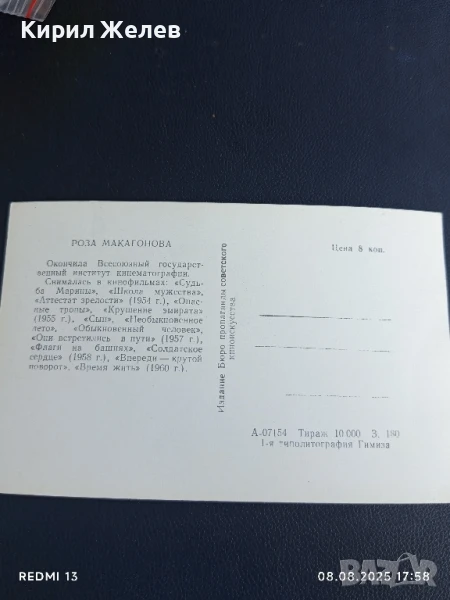 Кирил Желев
РОЗА МАКАГОНОВА
Окончила Всесоюзный государст-
венный институт кинематографии.
Снималась в кинофильмах: «Судь-
ба Марины», «Школа мужества»,
«Аттестат зрелости» (1954 г.), «Опас-
ные тропы», «Крушение эмирата»
(1955 г.), «Сын», «Необыкновенное
лето», «Обыкновенный человек»,
«Они встретились в пути» (1957 г.),
«Флаги на башнях», «Солдатское
сердце» (1958 г.), «Впереди — крутой
поворот», «Время жить» (1960 г.).
Издание Бюро пропаганды советского
киноискусства
Цена 8 коп.
А-07154 Тираж 10 000 З. 180
1-я типолитография Гимиза
REDMI 13
08.08.2025 17:58
BAZAR